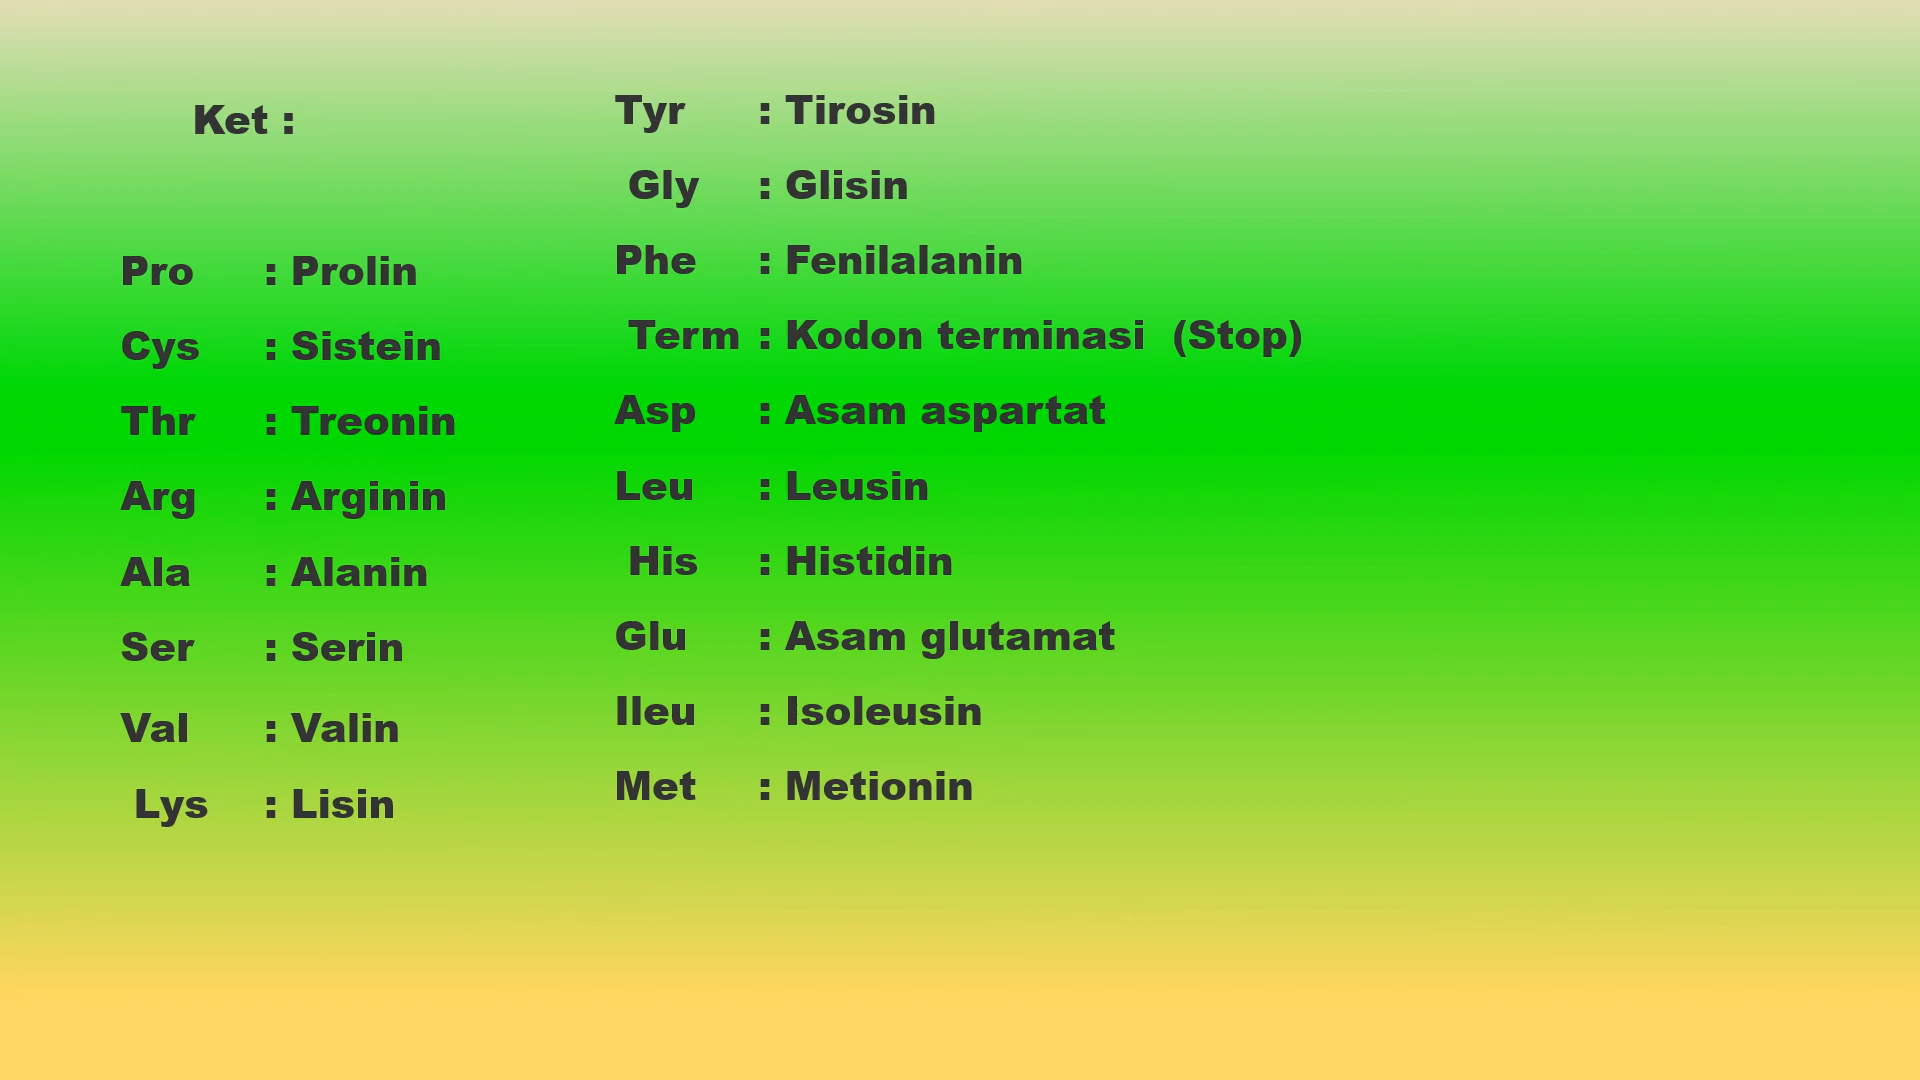 Ket :
Pro : Prolin
Cys : Sistein
Thr : Treonin
Arg : Arginin
Ala : Alanin
Ser : Serin
Val : Valin
Lys : Lisin
Tyr : Tirosin
Gly : Glisin
Phe : Fenilalanin
Term : Kodon terminasi (Stop)
Asp : Asam aspartat
Leu : Leusin
His : Histidin
Glu : Asam glutamat
Ileu : Isoleusin
Met : Metionin